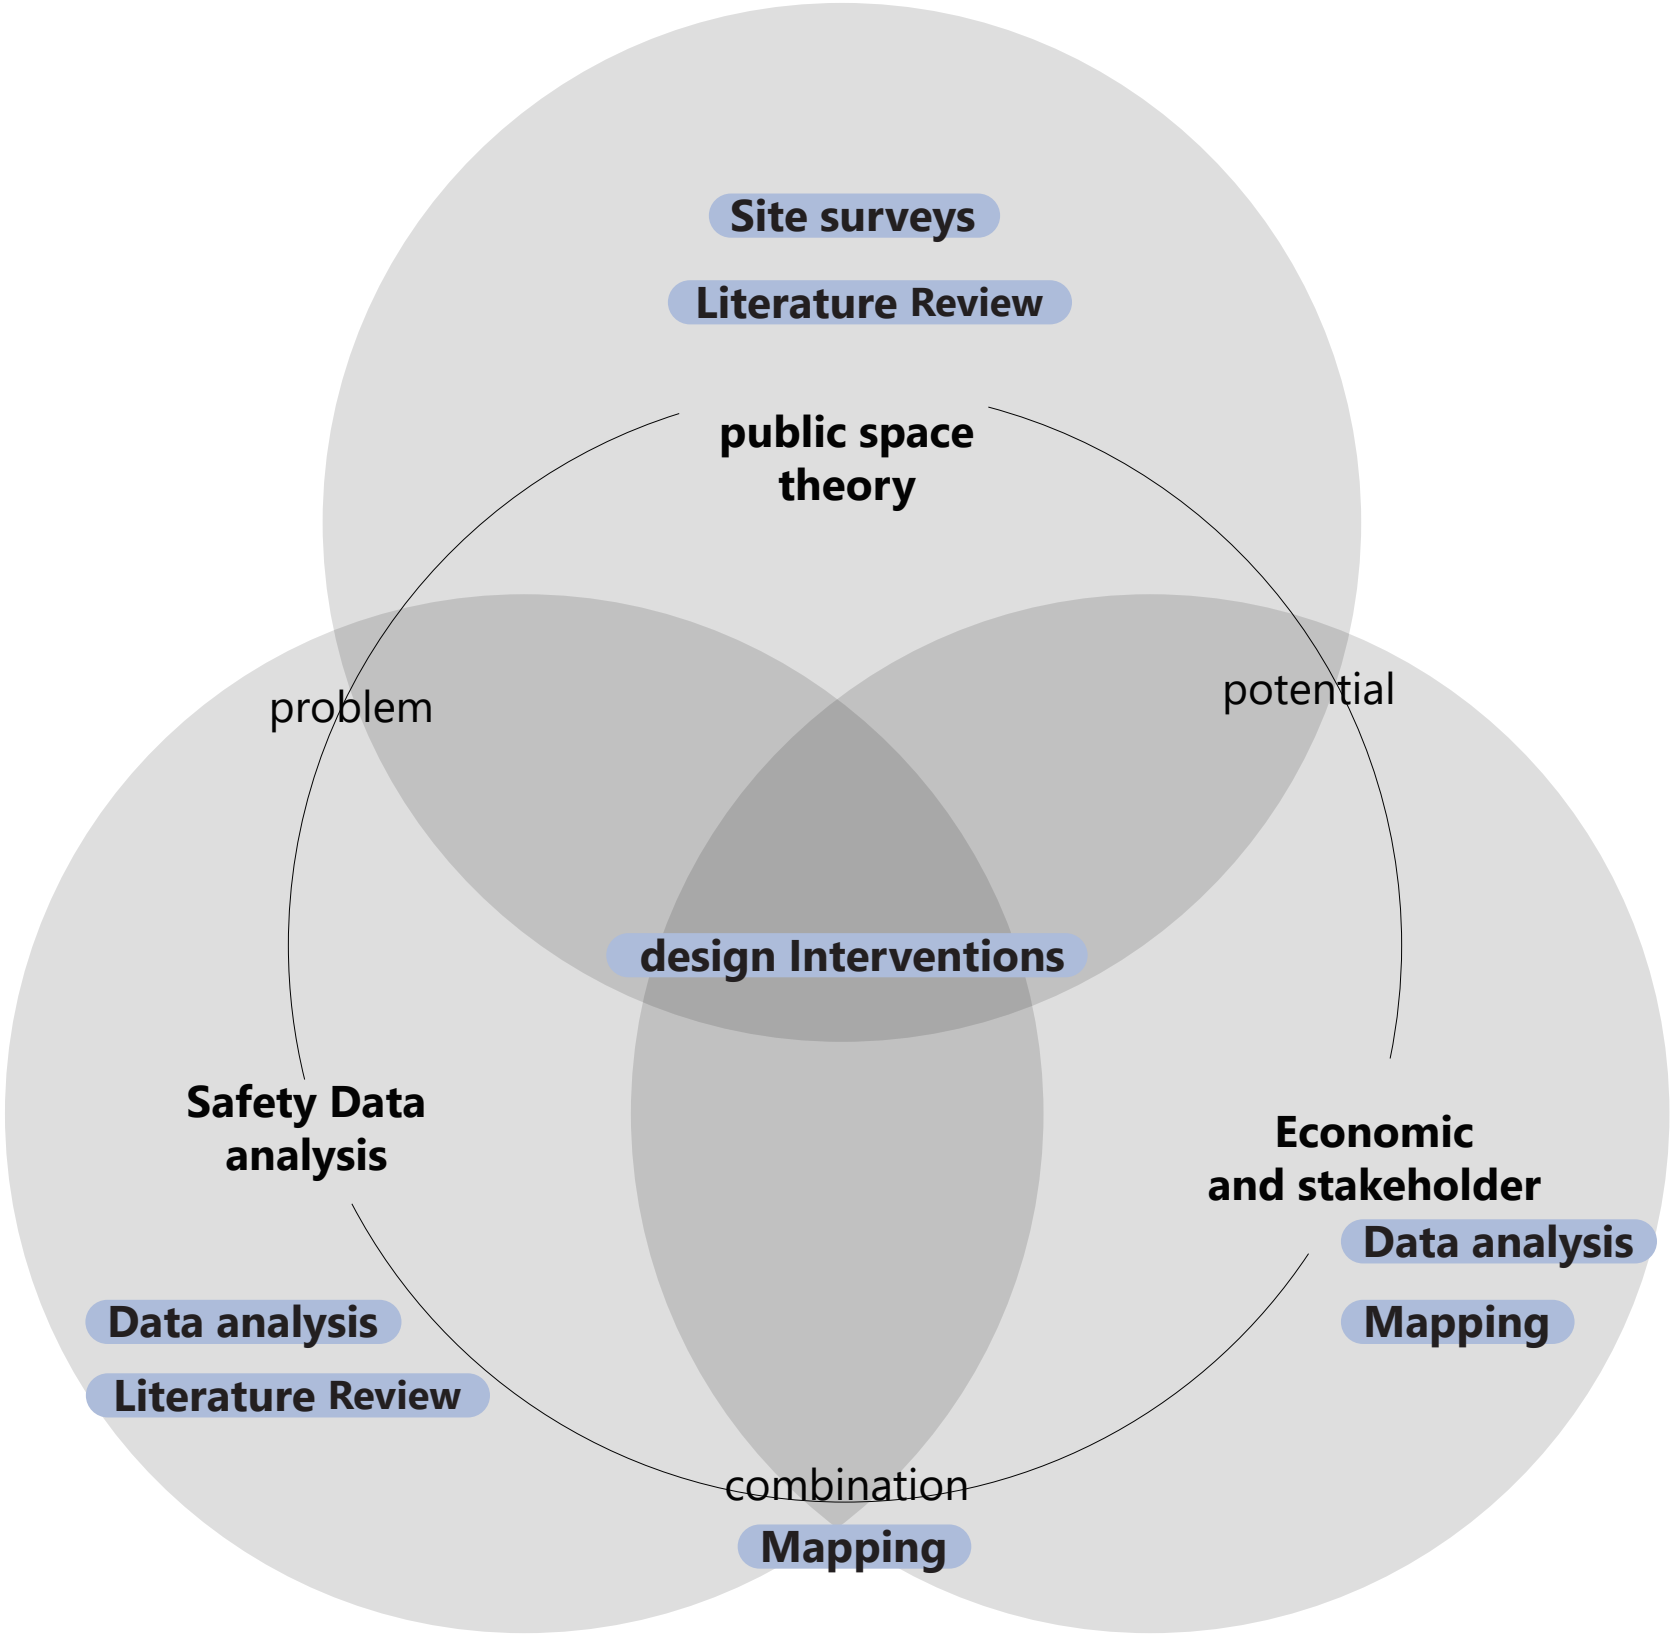 Site surveys
Literature Review
public space
theory
problem
potential
design Interventions
Safety Data
analysis
Economic
and stakeholder
Data analysis
Mapping
Data analysis
Literature Review
combination
Mapping